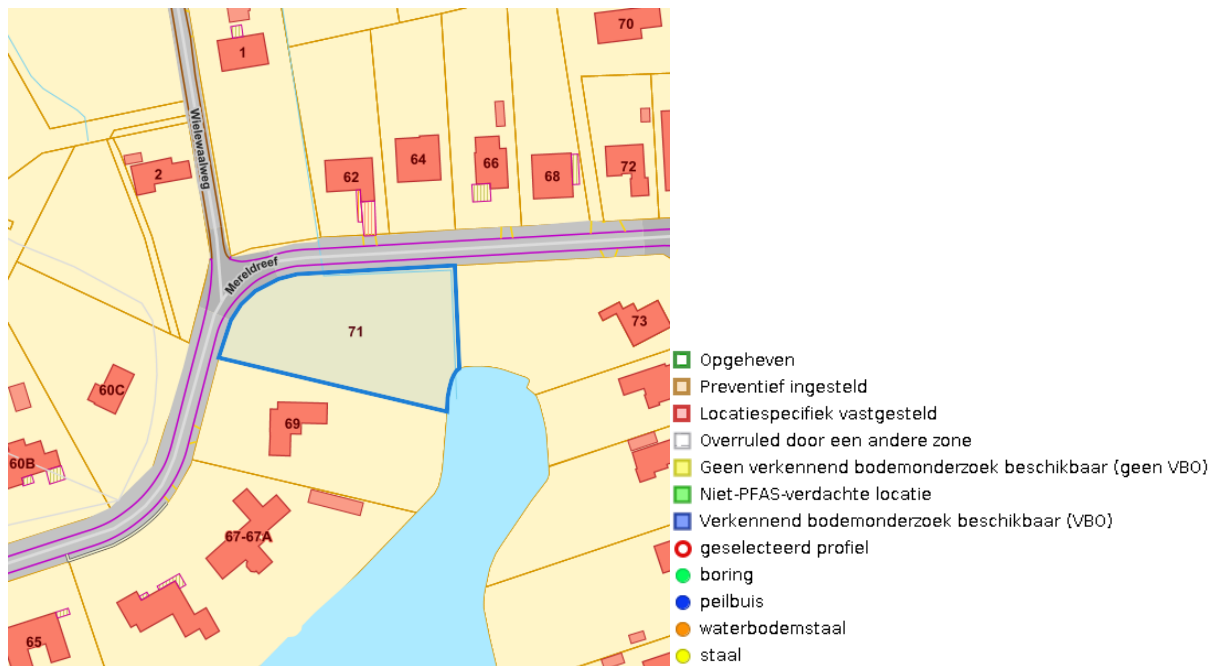 70
1
Wielewaalweg
64
66
62
68
72
2
Mereldreef
71
73
60C
69
60B
67-67A
65
Opgeheven
Preventief ingesteld
Locatiespecifiek vastgesteld
Overruled door een andere zone
Geen verkennend bodemonderzoek beschikbaar (geen VBO)
Niet-PFAS-verdachte locatie
Verkennend bodemonderzoek beschikbaar (VBO)
geselecteerd profiel
boring
peilbuis
waterbodemstaal
staal